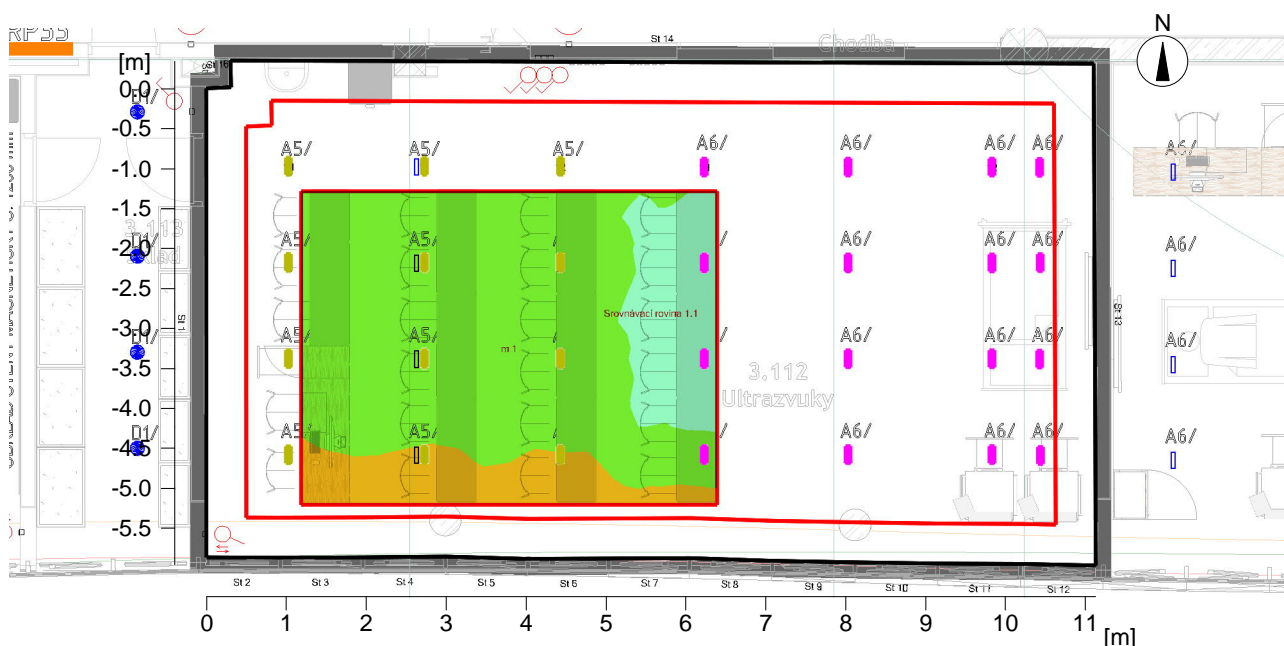 RP55
St 14
Chodba
N
[m]
St 16
0.0
D1/
-0.5
A5/ A5/ A5/ A6/ A6/ A6/ A6/ A6/
-1.0
-1.5
3.113
A5/ A5/ A6/ A6/ A6/ A6/ A6/
-2.0
D1/
-2.5
Srovnávací rovina 1.1
St 1
St 13
-3.0
D1/
A5/ A5/ A6/ A6/ A6/ A6/
m 1
-3.5
3.112
Ultrazvuky
-4.0
D1/
A5/ A5/ A6/ A6/ A6/ A6/
-4.5
-5.0
-5.5
St 2 St 3 St 4 St 5 St 6 St 7 St 8 St 9 St 10 St 11 St 12
0 1 2 3 4 5 6 7 8 9 10 11
[m]